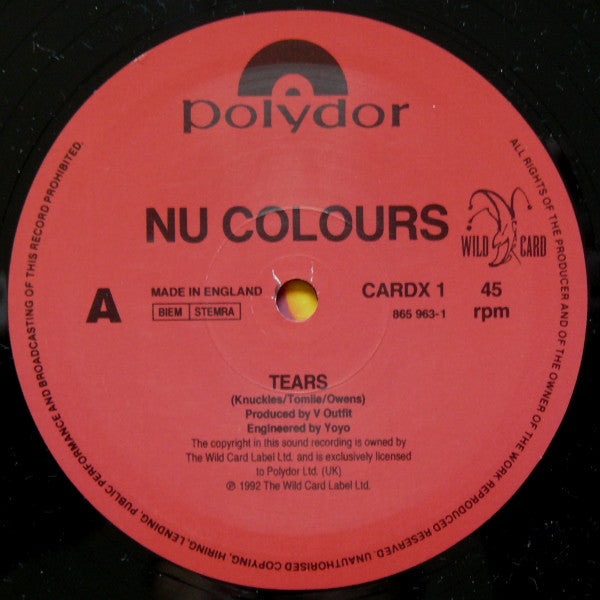 polydor
NU COLOURS
WILD CARD
A
MADE IN ENGLAND
BIEM STEMRA
CARDX 1
865 963-1
45
rpm
TEARS
(Knuckles/Tomiie/Owens)
Produced by V Outfit
Engineered by Yoyo
The copyright in this sound recording is owned by
The Wild Card Label Ltd. and is exclusively licensed
to Polydor Ltd. (UK)
℗ 1992 The Wild Card Label Ltd.
ALL RIGHTS OF THE PRODUCER AND OF THE OWNER OF THE WORK REPRODUCED RESERVED. UNAUTHORISED COPYING, HIRING, LENDING, PUBLIC PERFORMANCE AND BROADCASTING OF THIS RECORD PROHIBITED.